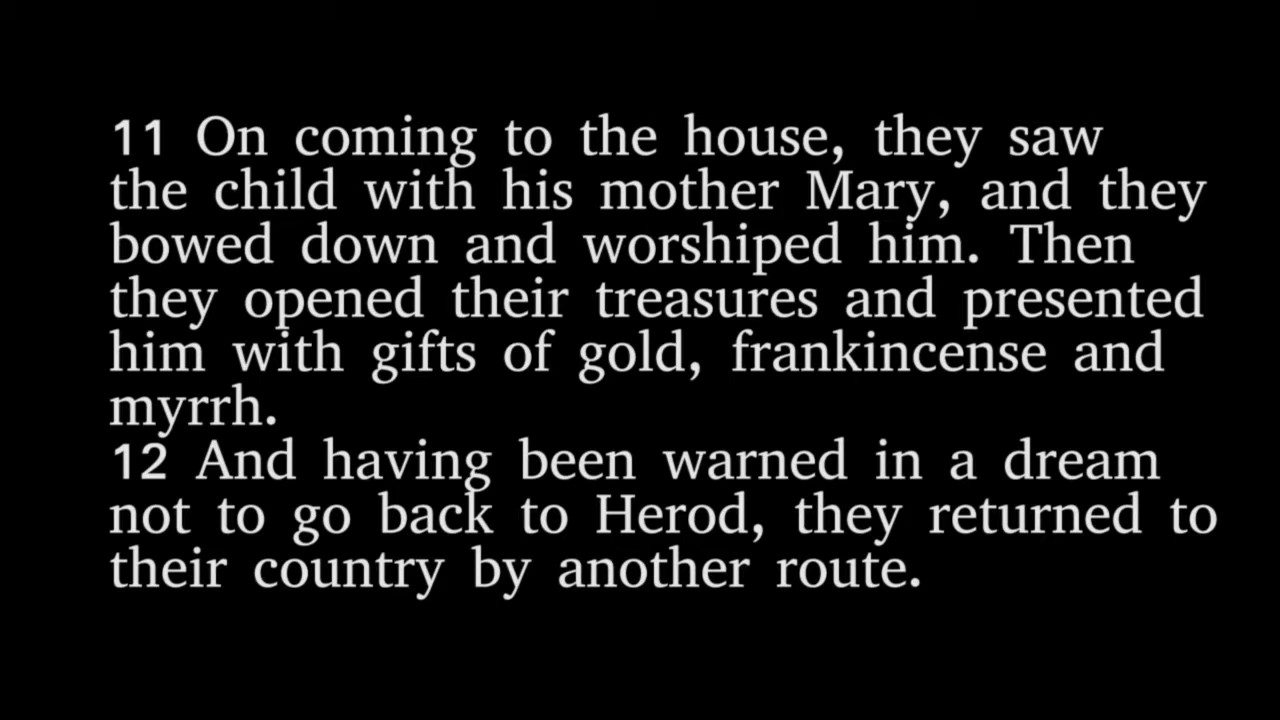 11 On coming to the house, they saw
the child with his mother Mary, and they
bowed down and worshiped him. Then
they opened their treasures and presented
him with gifts of gold, frankincense and
myrrh.
12 And having been warned in a dream
not to go back to Herod, they returned to
their country by another route.